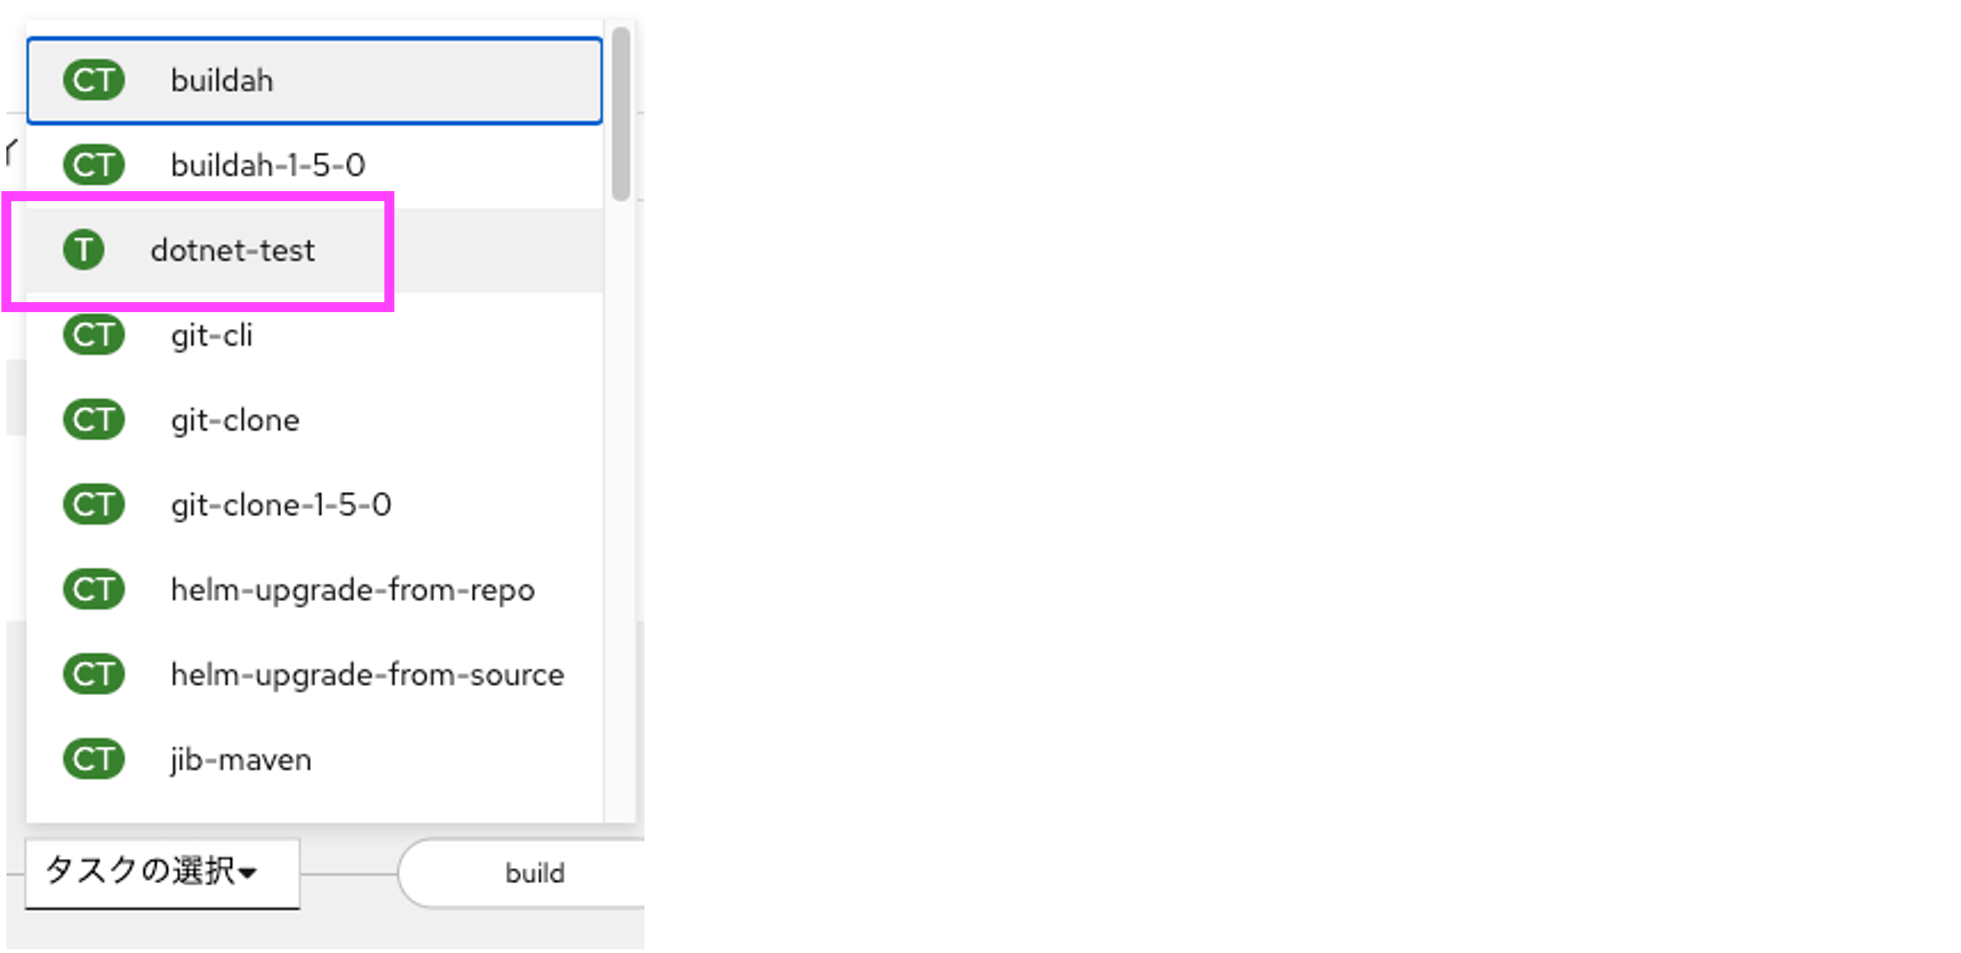 CT buildah
CT buildah-1-5-0
T dotnet-test
CT git-cli
CT git-clone
CT git-clone-1-5-0
CT helm-upgrade-from-repo
CT helm-upgrade-from-source
CT jib-maven
タスクの選択
build